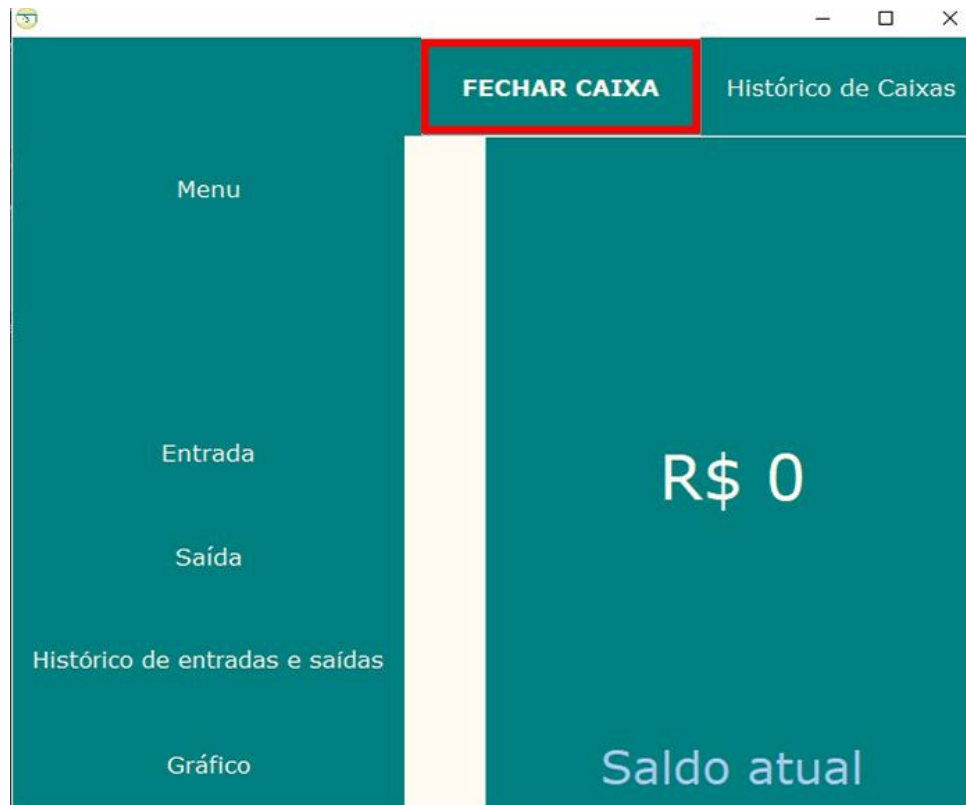 FECHAR CAIXA
Histórico de Caixas
Menu
Entrada
Saída
Histórico de entradas e saídas
Gráfico
R$ 0
Saldo atual